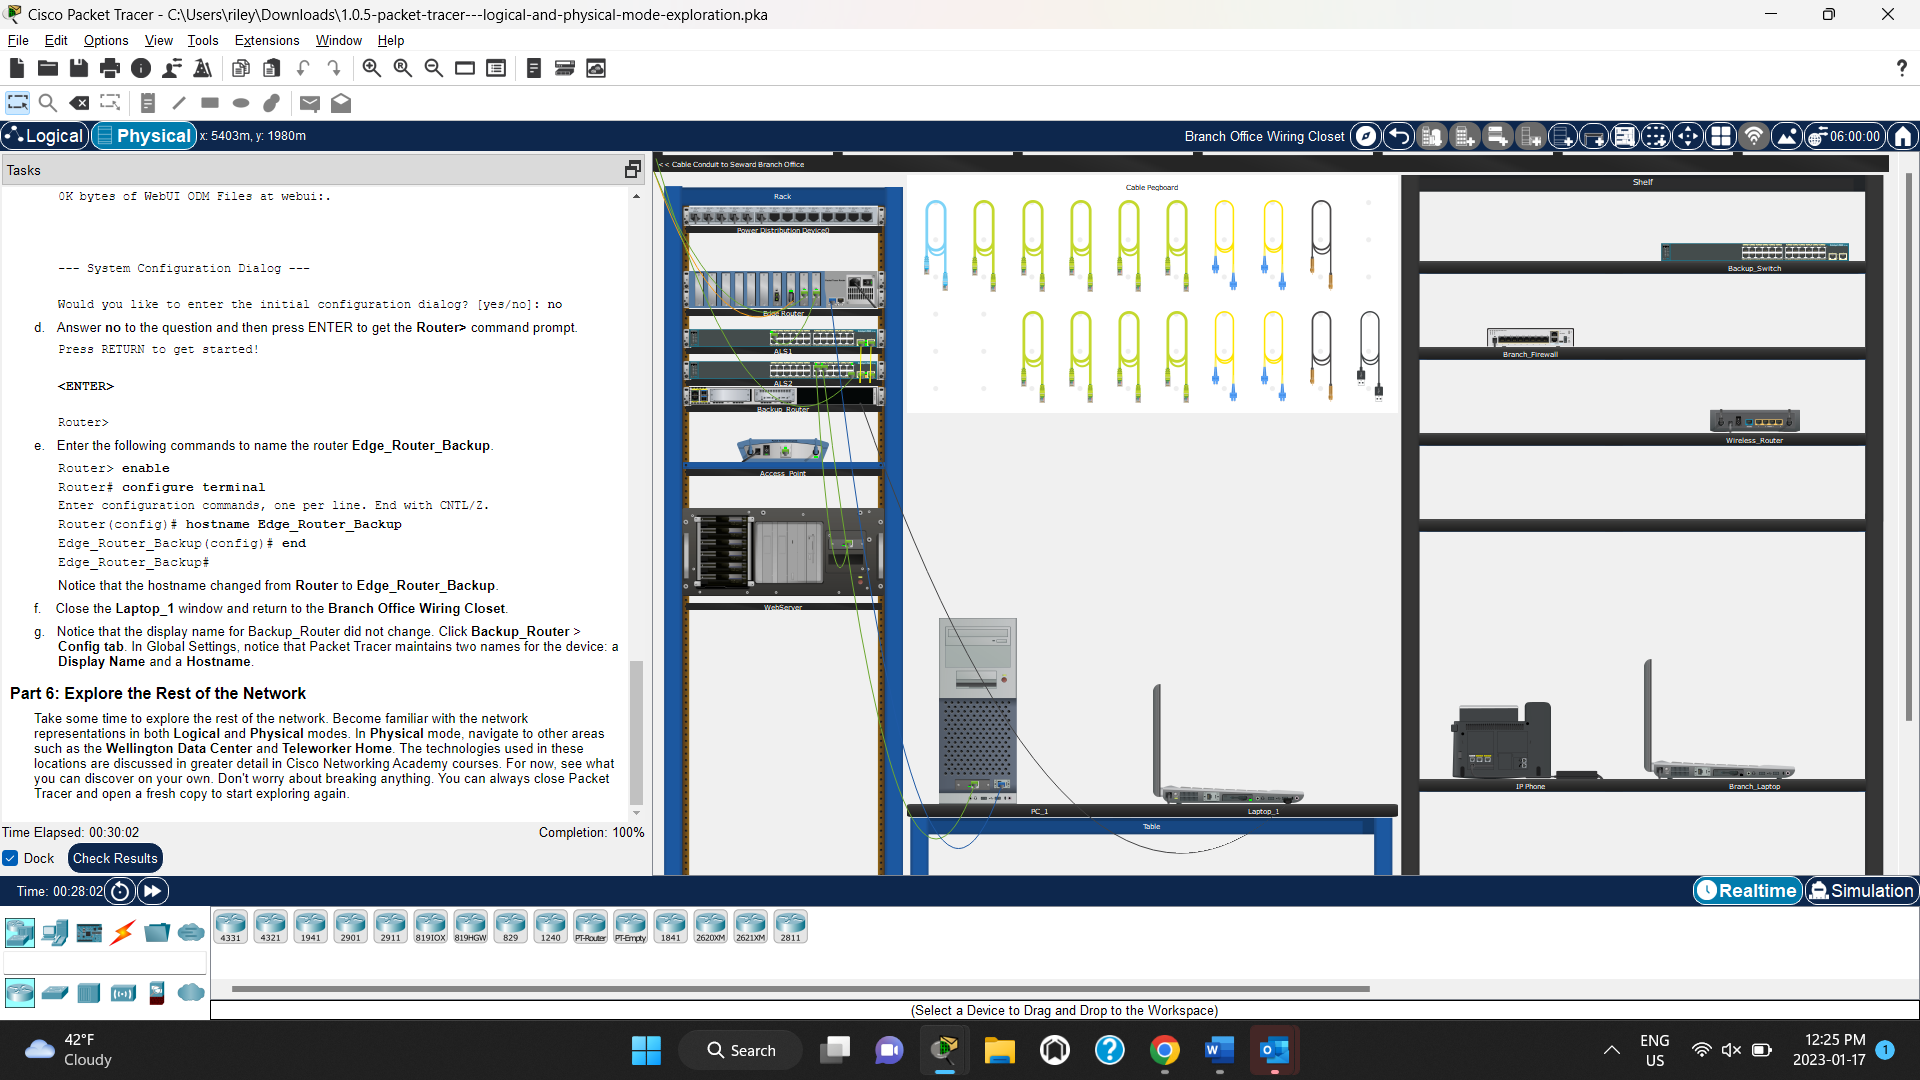 Cisco Packet Tracer - C:\Users\riley\Downloads\1.0.5-packet-tracer---logical-and-physical-mode-exploration.pka
File Edit Options View Tools Extensions Window Help
Logical Physical x: 5403m, y: 1980m
Branch Office Wiring Closet
06:00:00
Tasks
0K bytes of WebUI ODM Files at webui:.
--- System Configuration Dialog ---
Would you like to enter the initial configuration dialog? [yes/no]: no
d. Answer no to the question and then press ENTER to get the Router> command prompt.
Press RETURN to get started!
<ENTER>
Router>
e. Enter the following commands to name the router Edge_Router_Backup.
Router> enable
Router# configure terminal
Enter configuration commands, one per line. End with CNTL/Z.
Router(config)# hostname Edge_Router_Backup
Edge_Router_Backup(config)# end
Edge_Router_Backup#
Notice that the hostname changed from Router to Edge_Router_Backup.
f. Close the Laptop_1 window and return to the Branch Office Wiring Closet.
g. Notice that the display name for Backup_Router did not change. Click Backup_Router >
Config tab. In Global Settings, notice that Packet Tracer maintains two names for the device: a
Display Name and a Hostname.
Part 6: Explore the Rest of the Network
Take some time to explore the rest of the network. Become familiar with the network
representations in both Logical and Physical modes. In Physical mode, navigate to other areas
such as the Wellington Data Center and Teleworker Home. The technologies used in these
locations are discussed in greater detail in Cisco Networking Academy courses. For now, see what
you can discover on your own. Don't worry about breaking anything. You can always close Packet
Tracer and open a fresh copy to start exploring again.
Time Elapsed: 00:30:02
Completion: 100%
Dock
Check Results
<< Cable Conduit to Seward Branch Office
Rack
Power Distribution Device0
Edge Router
ALS1
ALS2
Backup_Router
Access_Point
WebServer
Cable Pegboard
PC_1
Laptop_1
Table
Shelf
Backup_Switch
Branch_Firewall
Wireless_Router
IP Phone
Branch_Laptop
Time: 00:28:02
Realtime
Simulation
4331 4321 1941 2901 2911 819IOX 819HGW 829 1240 PT-Router PT-Empty 1841 2620XM 2621XM 2811
(Select a Device to Drag and Drop to the Workspace)
42°F
Cloudy
Search
ENG
US
12:25 PM
2023-01-17
1